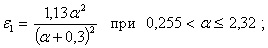 ε₁ = 1,13α² / (α + 0,3)² при 0,255 < α ≤ 2,32 ;